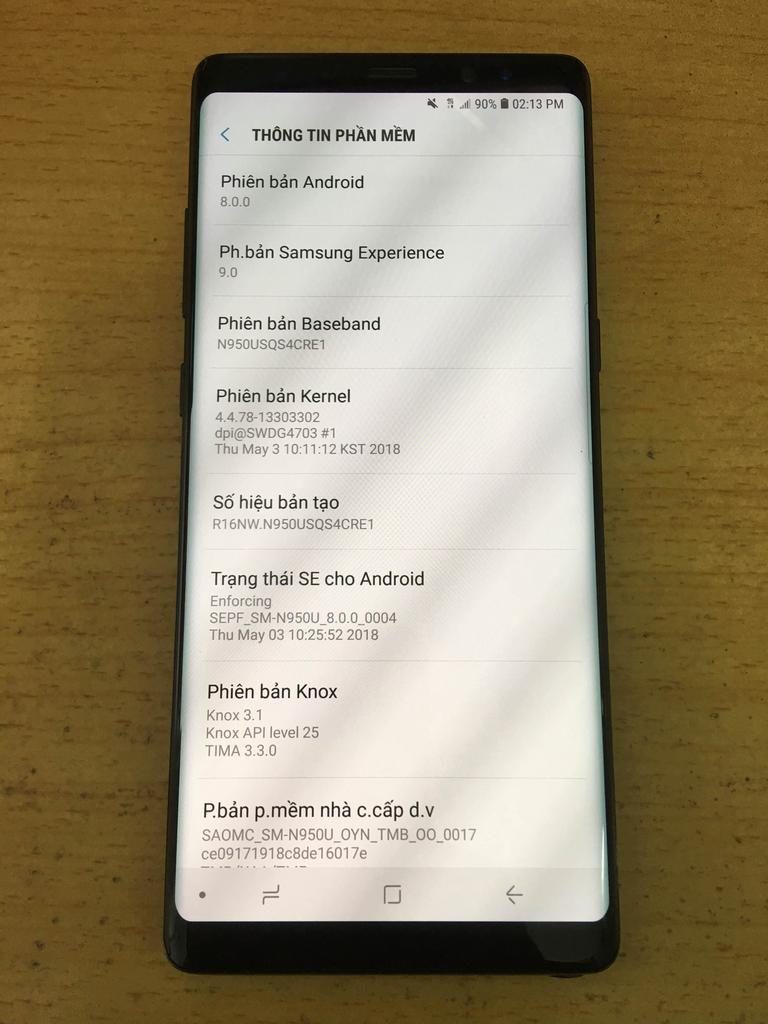 90% 02:13 PM
THÔNG TIN PHẦN MỀM
Phiên bản Android
8.0.0
Ph.bản Samsung Experience
9.0
Phiên bản Baseband
N950USQS4CRE1
Phiên bản Kernel
4.4.78-13303302
dpi@SWDG4703 #1
Thu May 3 10:11:12 KST 2018
Số hiệu bản tạo
R16NW.N950USQS4CRE1
Trạng thái SE cho Android
Enforcing
SEPF_SM-N950U_8.0.0_0004
Thu May 03 10:25:52 2018
Phiên bản Knox
Knox 3.1
Knox API level 25
TIMA 3.3.0
P.bản p.mềm nhà c.cấp d.v
SAOMC_SM-N950U_OYN_TMB_OO_0017
ce09171918c8de16017e